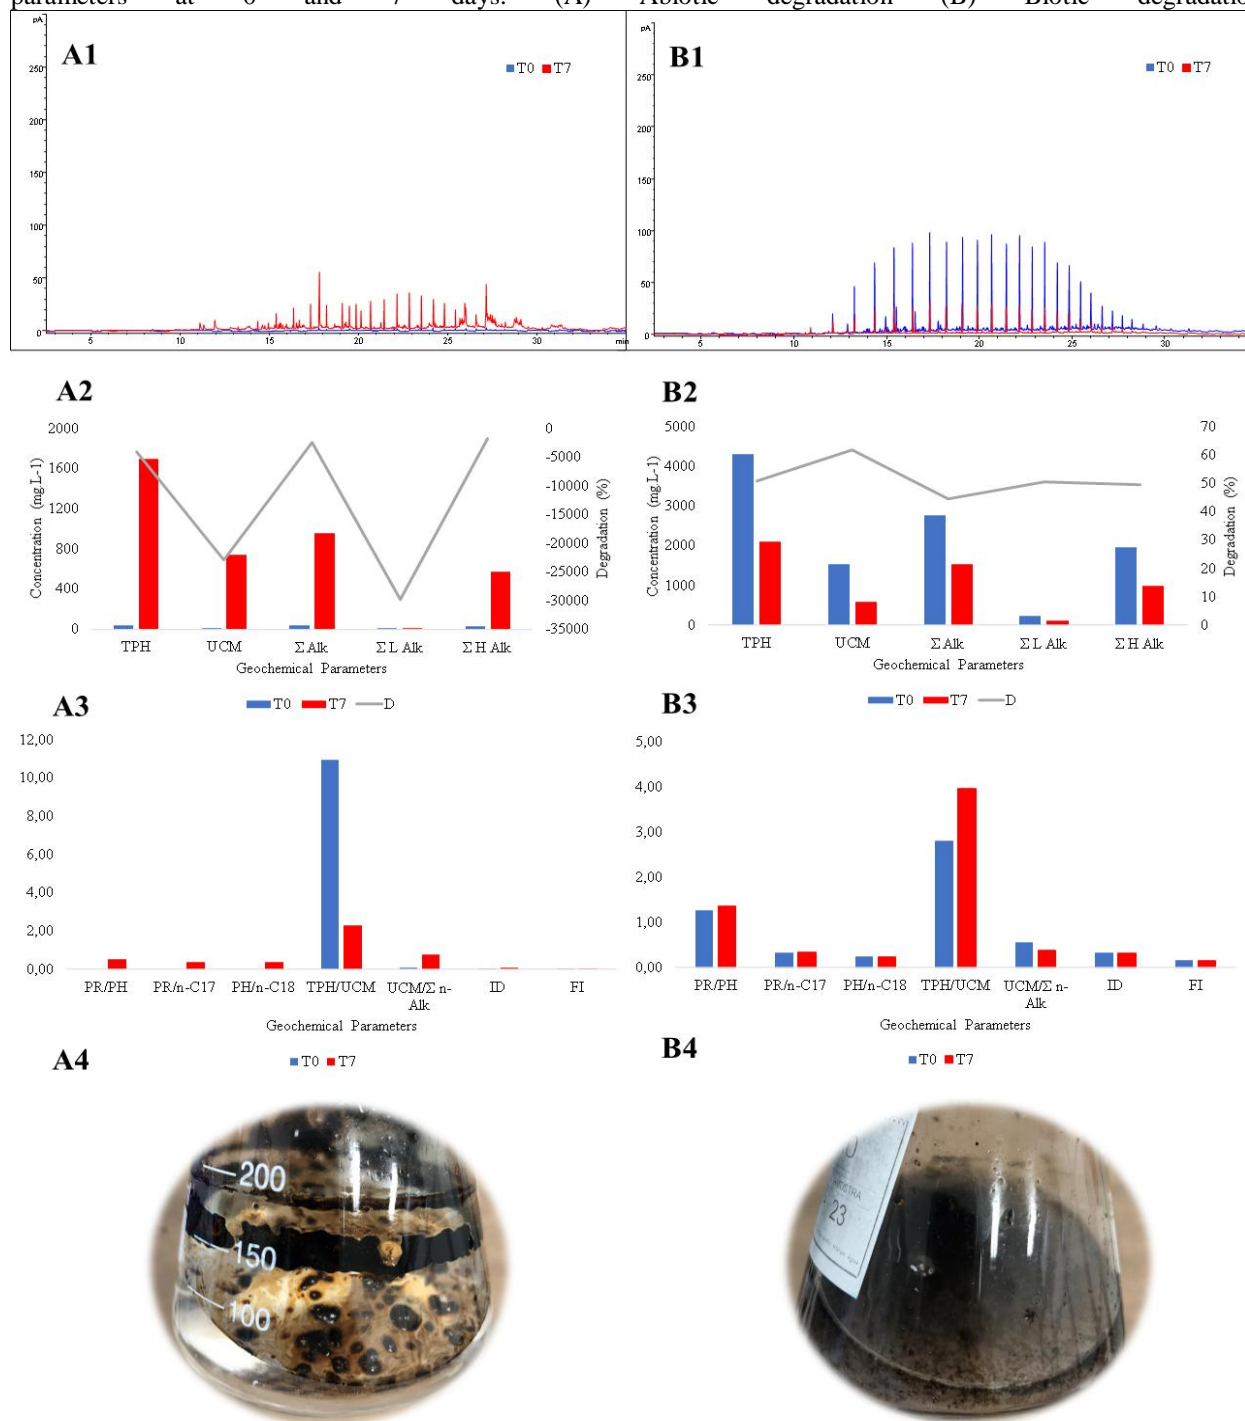 parameters at 0 and 7 days. (A) Abiotic degradation (B) Biotic degradation
A1
pA
T0 T7
250
200
150
100
50
0
5 10 15 20 25 30 min
B1
pA
T0 T7
250
200
150
100
50
0
5 10 15 20 25 30
A2
Concentration (mg.L-1)
2000
1600
1200
800
400
0
0
-5000
-10000
-15000
-20000
-25000
-30000
-35000
Degradation (%)
TPH UCM Σ Alk Σ L Alk Σ H Alk
Geochemical Parameters
T0 T7 D
B2
Concentration (mg.L-1)
5000
4000
3000
2000
1000
0
70
60
50
40
30
20
10
0
Degradation (%)
TPH UCM Σ Alk Σ L Alk Σ H Alk
Geochemical Parameters
T0 T7 D
A3
12,00
10,00
8,00
6,00
4,00
2,00
0,00
PR/PH PR/n-C17 PH/n-C18 TPH/UCM UCM/Σ n-Alk ID FI
Geochemical Parameters
T0 T7
B3
5,00
4,00
3,00
2,00
1,00
0,00
PR/PH PR/n-C17 PH/n-C18 TPH/UCM UCM/Σ n-Alk ID FI
Geochemical Parameters
T0 T7
A4
200
150
100
B4
23